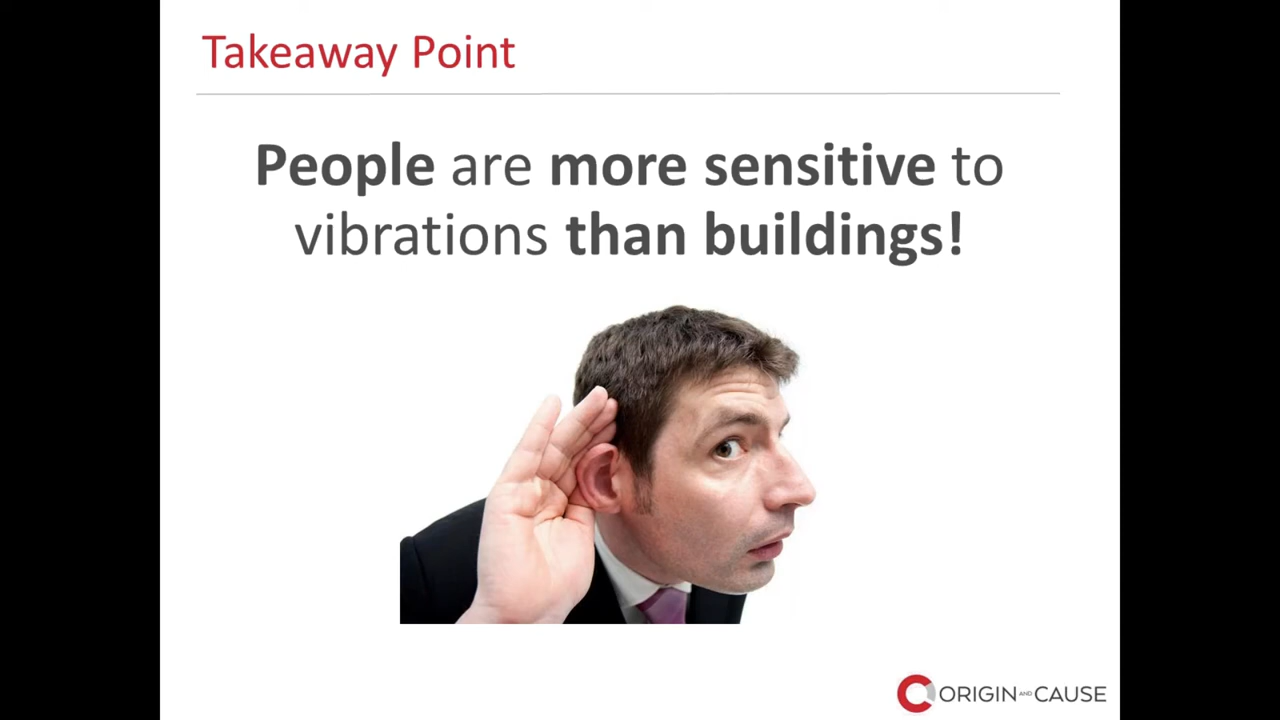 Takeaway Point
People are more sensitive to
vibrations than buildings!
ORIGIN AND CAUSE